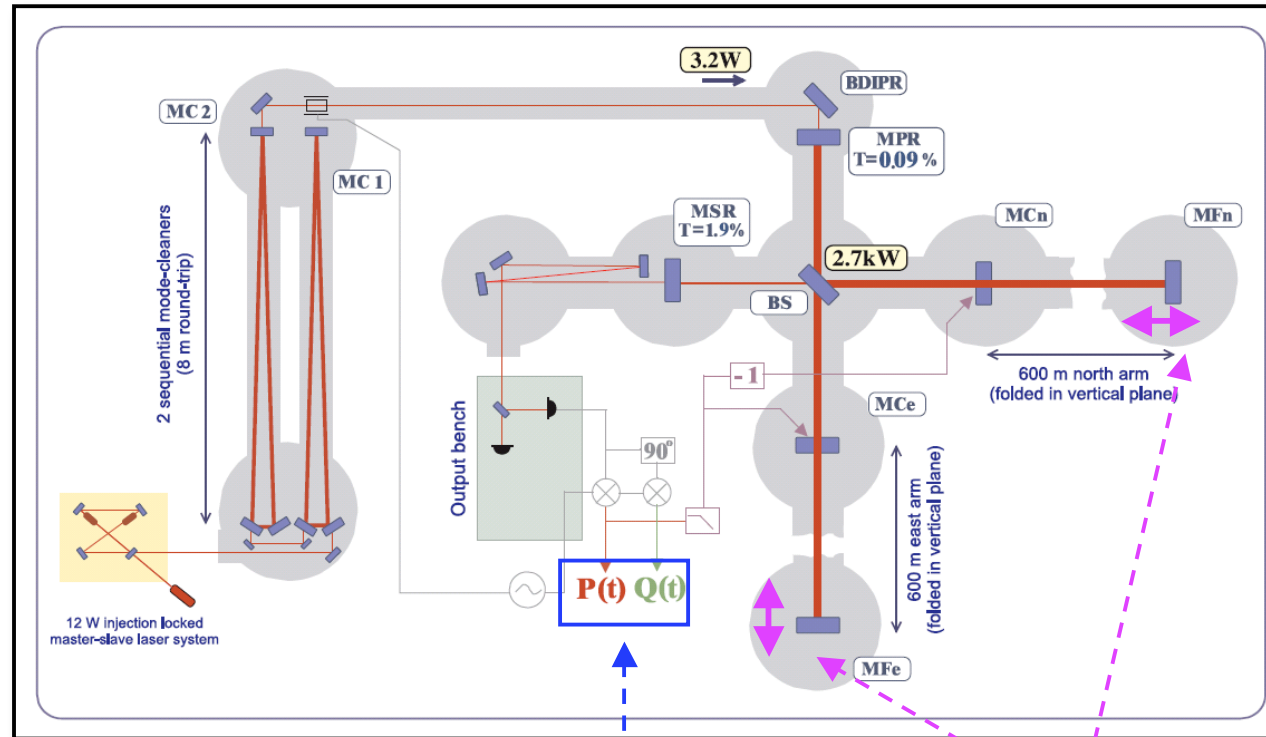 3.2W
BDIPR
MC 2
MPR
T=0.09 %
MC 1
MSR
T=1.9%
MCn
MFn
2 sequential mode-cleaners
(8 m round-trip)
2.7kW
BS
- 1
600 m north arm
(folded in vertical plane)
MCe
Output bench
90°
600 m east arm
(folded in vertical plane)
P(t) Q(t)
12 W injection locked
master-slave laser system
MFe